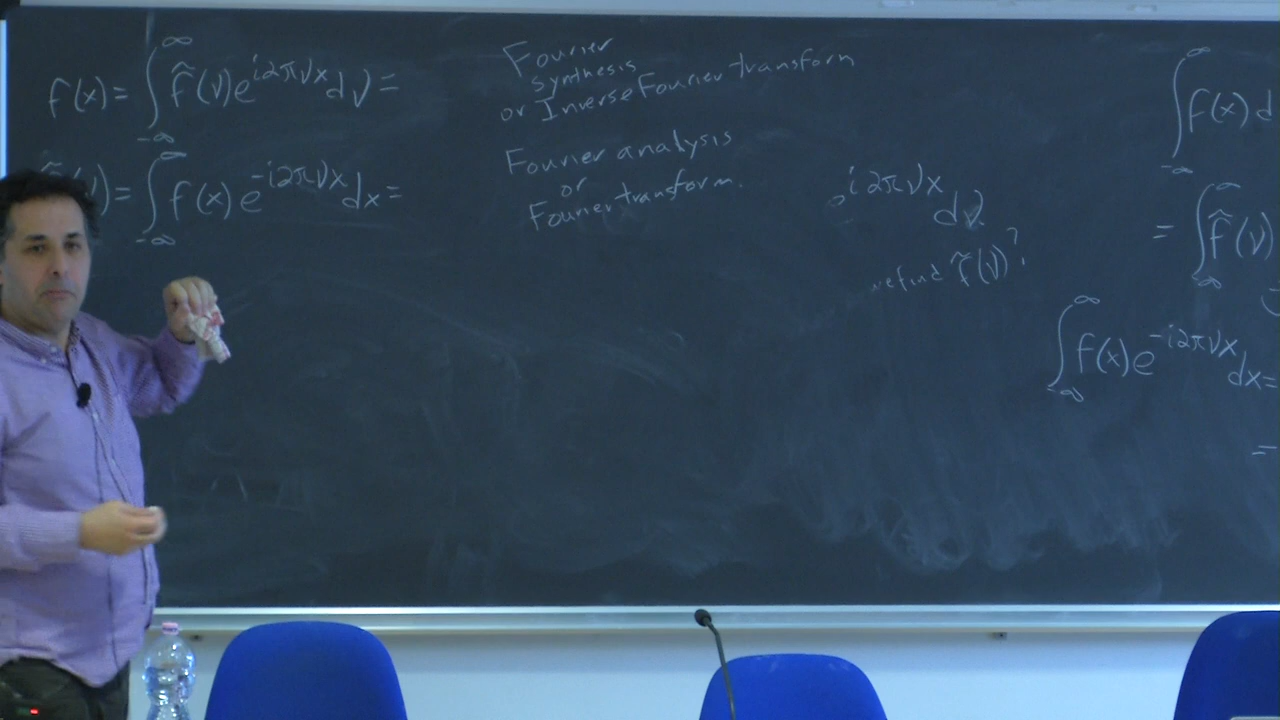 f(x) = ∫_{-∞}^{∞} f̂(ν) e^{i2πνx} dν =
Fourier
synthesis
or Inverse Fourier transform
(ν) = ∫_{-∞}^{∞} f(x) e^{-i2πνx} dx =
Fourier analysis
or
Fourier transform.
e^{i2πνx} dν
we find f̂(ν)?
∫_{-∞}^{∞} f(x) d
= ∫_{-∞}^{∞} f̂(ν)
∫_{-∞}^{∞} f(x) e^{-i2πνx} dx =
=